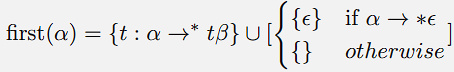 first(α) = {t : α →* tβ} ∪ [{ {ϵ} if α → *ϵ
{} otherwise ]